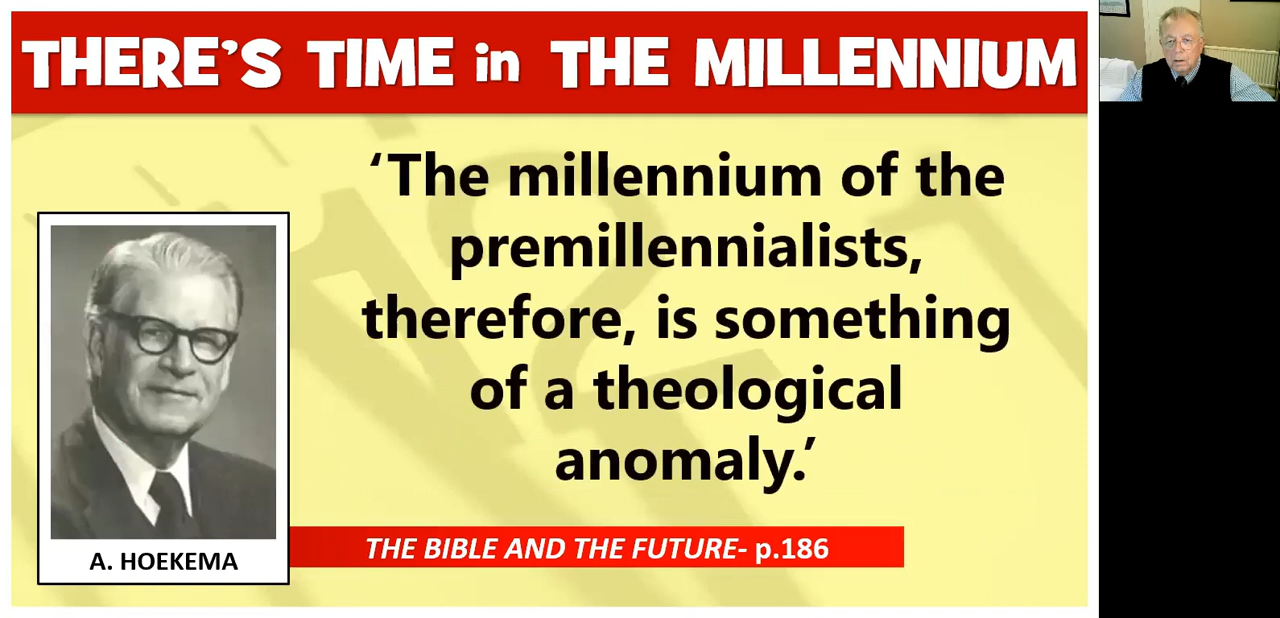 THERE'S TIME in THE MILLENNIUM
‘The millennium of the
premillennialists,
therefore, is something
of a theological
anomaly.’
THE BIBLE AND THE FUTURE- p.186
A. HOEKEMA